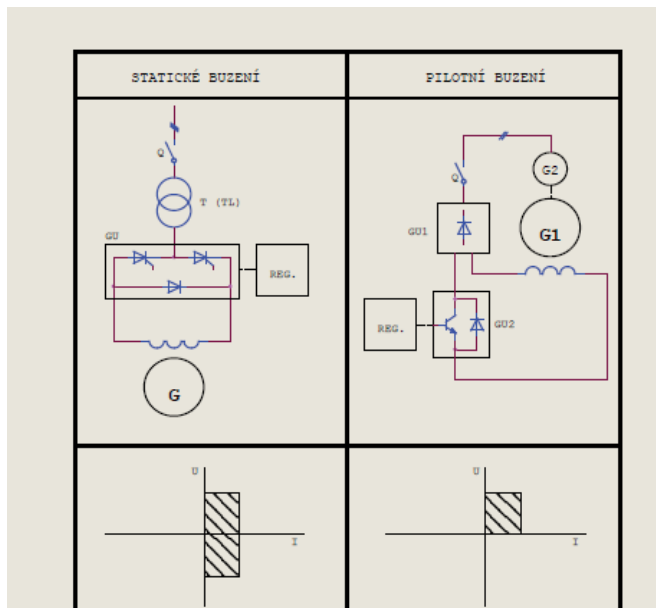 STATICKÉ BUZENÍ
PILOTNÍ BUZENÍ
Q
T (TL)
GU
REG.
G
Q
G2
GU1
G1
REG.
GU2
U
I
U
I